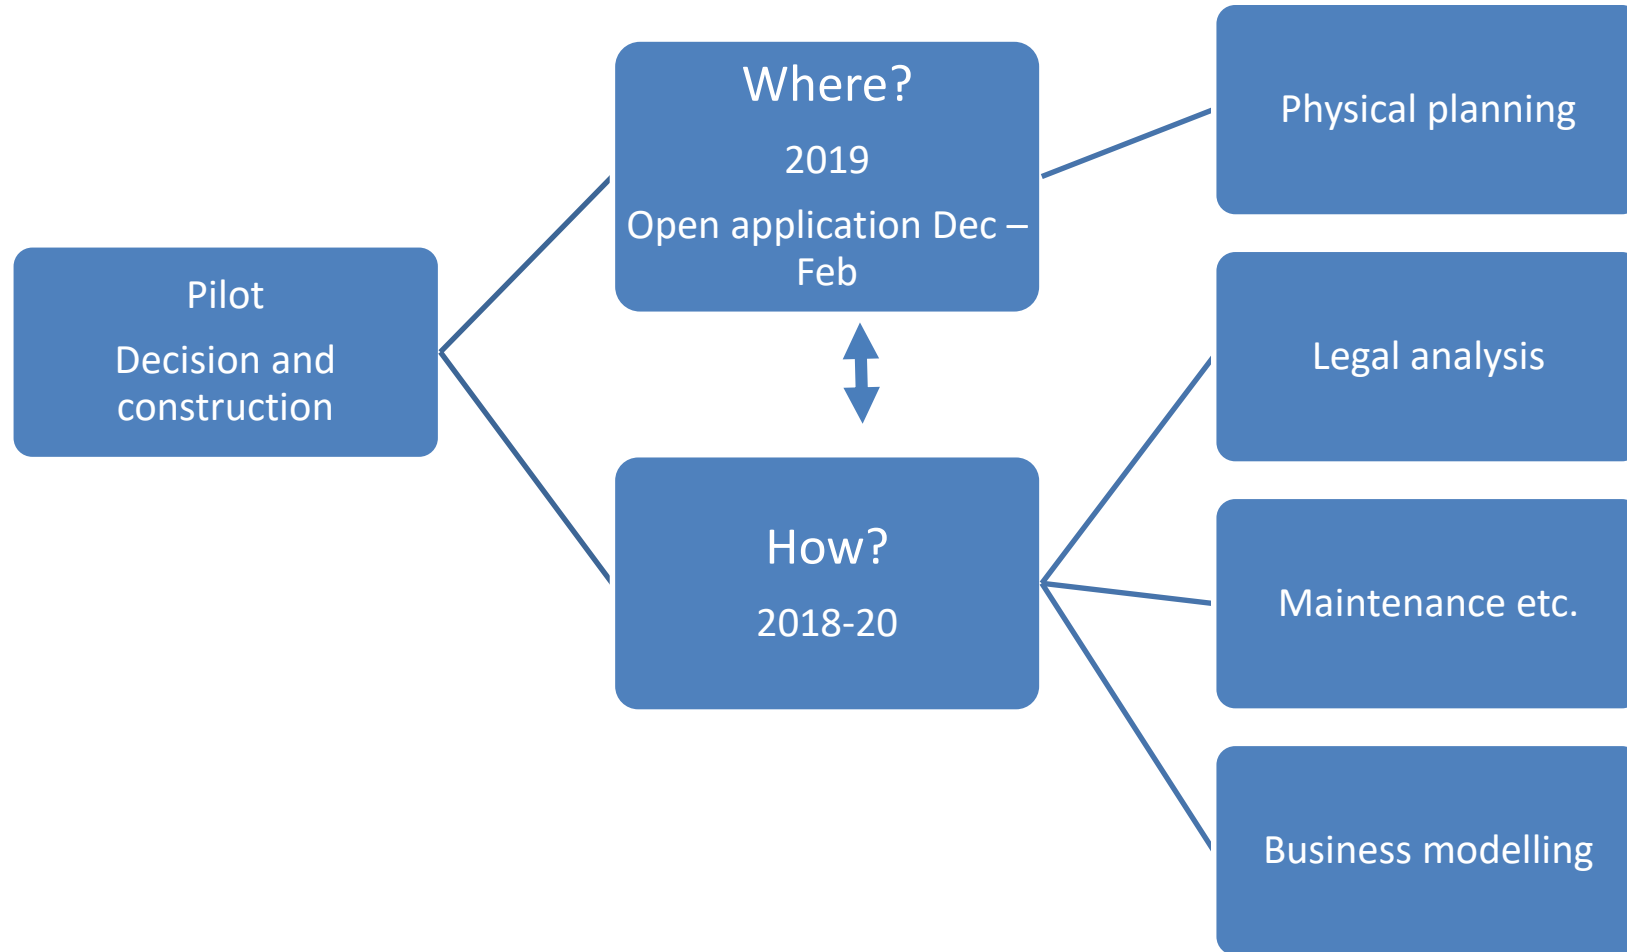 Pilot
Decision and
construction
Where?
2019
Open application Dec –
Feb
How?
2018-20
Physical planning
Legal analysis
Maintenance etc.
Business modelling